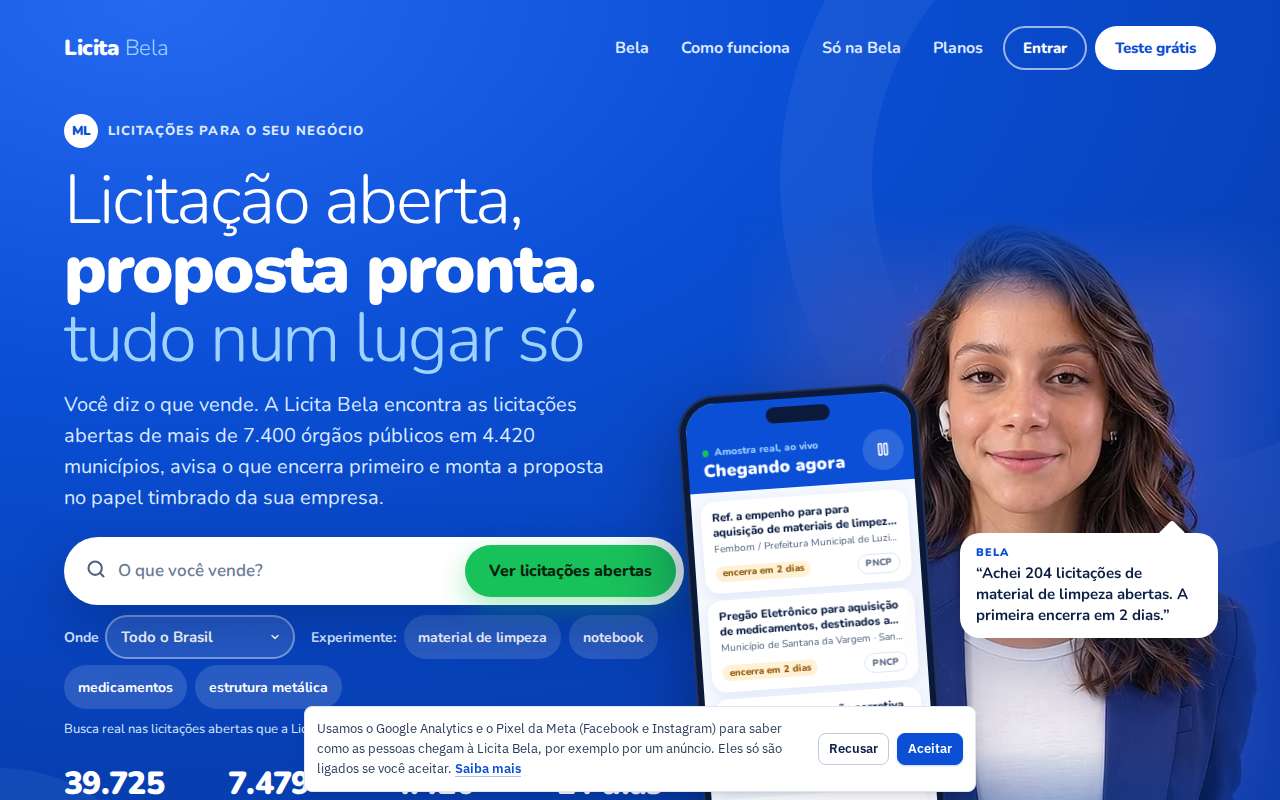 Licita Bela
Bela
Como funciona
Só na Bela
Planos
Entrar
Teste grátis
ML
LICITAÇÕES PARA O SEU NEGÓCIO
Licitação aberta,
proposta pronta.
tudo num lugar só
Você diz o que vende. A Licita Bela encontra as licitações
abertas de mais de 7.400 órgãos públicos em 4.420
municípios, avisa o que encerra primeiro e monta a proposta
no papel timbrado da sua empresa.
O que você vende?
Ver licitações abertas
Onde
Todo o Brasil
Experimente:
material de limpeza
notebook
medicamentos
estrutura metálica
Busca real nas licitações abertas que a
39.725
7.479
Amostra real, ao vivo
Chegando agora
Ref. a empenho para para
aquisição de materiais de limpez...
Fembom / Prefeitura Municipal de Luzi...
encerra em 2 dias
PNCP
Pregão Eletrônico para aquisição
de medicamentos, destinados a...
Município de Santana da Vargem · San...
encerra em 2 dias
PNCP
BELA
“Achei 204 licitações de
material de limpeza abertas. A
primeira encerra em 2 dias.”
Usamos o Google Analytics e o Pixel da Meta (Facebook e Instagram) para saber
como as pessoas chegam à Licita Bela, por exemplo por um anúncio. Eles só são
ligados se você aceitar. Saiba mais
Recusar
Aceitar